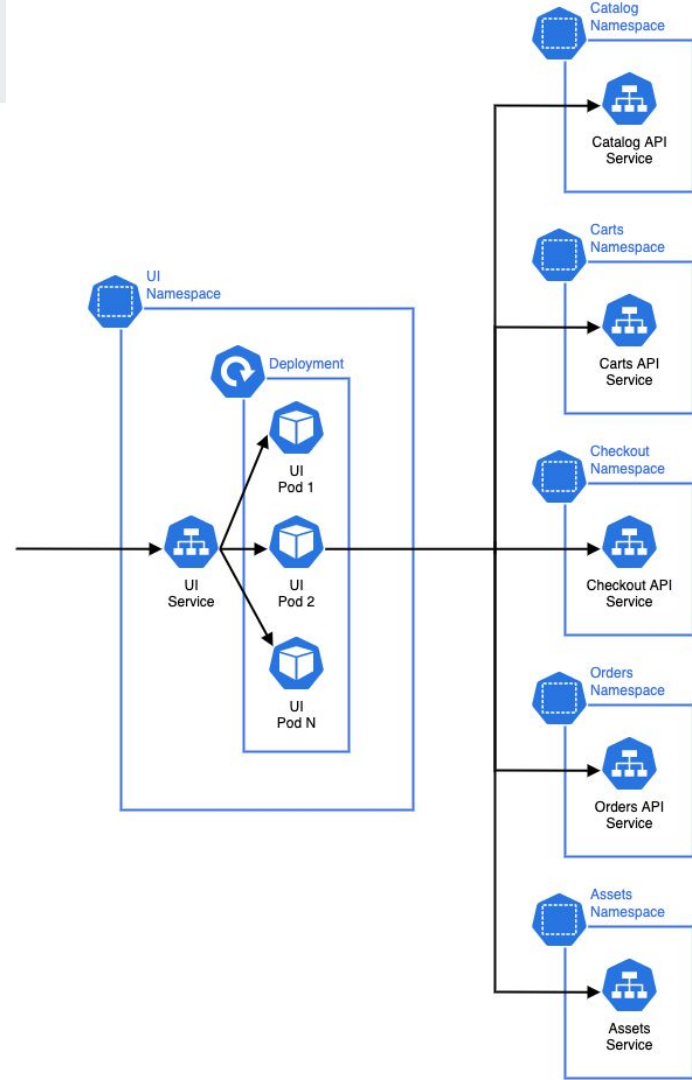 Catalog
Namespace
Catalog API
Service
Carts
Namespace
Carts API
Service
UI
Namespace
Deployment
UI
Pod 1
UI
Service
UI
Pod 2
UI
Pod N
Checkout
Namespace
Checkout API
Service
Orders
Namespace
Orders API
Service
Assets
Namespace
Assets
Service